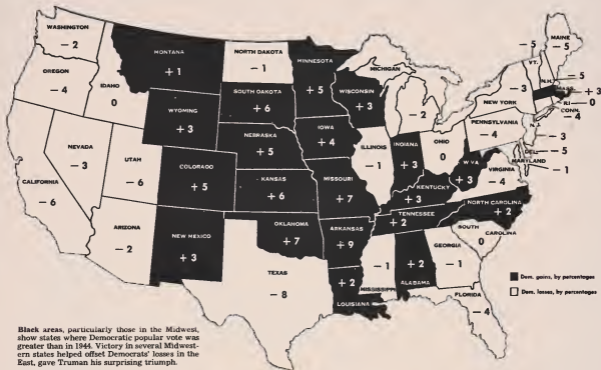 WASHINGTON
– 2
OREGON
– 4
IDAHO
0
MONTANA
+ 1
NORTH DAKOTA
– 1
MINNESOTA
+ 5
SOUTH DAKOTA
+ 6
WISCONSIN
+ 3
MICHIGAN
– 2
WYOMING
+ 3
NEBRASKA
+ 5
IOWA
+ 4
NEVADA
– 3
UTAH
– 6
COLORADO
+ 5
KANSAS
+ 6
MISSOURI
+ 7
ILLINOIS
– 1
INDIANA
+ 3
OHIO
0
CALIFORNIA
– 6
ARIZONA
– 2
NEW MEXICO
+ 3
OKLAHOMA
+ 7
ARKANSAS
+ 9
TEXAS
– 8
LOUISIANA
+ 2
MISSISSIPPI
– 1
ALABAMA
+ 2
TENNESSEE
+ 2
KENTUCKY
+ 3
W. VA.
+ 3
VIRGINIA
– 4
NORTH CAROLINA
+ 2
SOUTH CAROLINA
0
GEORGIA
– 1
FLORIDA
– 4
PENNSYLVANIA
– 4
NEW YORK
– 3
VT.
– 5
N.H.
– 5
MAINE
– 5
+ 3
R.I.
CONN.
– 4
N.J.
– 3
DEL.
– 5
MARYLAND
– 1
Dem. gains, by percentages
Dem. losses, by percentages
Black areas, particularly those in the Midwest,
show states where Democratic popular vote was
greater than in 1944. Victory in several Midwest-
ern states helped offset Democrats' losses in the
East, gave Truman his surprising triumph.